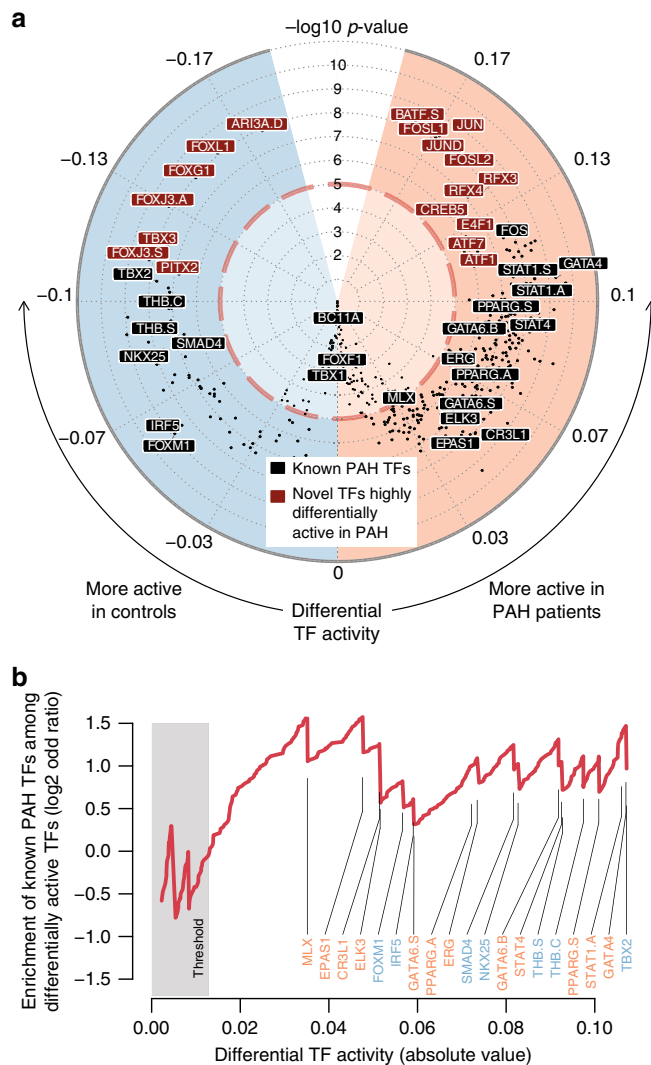 a
−log10 p-value
−0.17
0.17
10
9
8
7
6
5
4
3
2
ARI3A.D
BATF.S
FOSL1
JUN
FOXL1
JUND
FOSL2
−0.13
0.13
FOXG1
RFX3
RFX4
FOXJ3.A
CREB5
E4F1
FOS
TBX3
ATF7
FOXJ3.S
ATF1
PITX2
TBX2
STAT1.S
GATA4
−0.1
0.1
THB.C
STAT1.A
BC11A
PPARG.S
THB.S
GATA6.B
STAT4
SMAD4
NKX25
FOXF1
ERG
TBX1
PPARG.A
MLX
GATA6.S
ELK3
IRF5
CR3L1
FOXM1
EPAS1
−0.07
0.07
Known PAH TFs
Novel TFs highly
differentially
active in PAH
−0.03
0.03
0
More active
in controls
Differential
TF activity
More active in
PAH patients
b
Enrichment of known PAH TFs among
differentially active TFs (log2 odd ratio)
1.5
1.0
0.5
0.0
−0.5
−1.0
−1.5
Threshold
MLX
EPAS1
CR3L1
ELK3
FOXM1
IRF5
GATA6.S
PPARG.A
ERG
SMAD4
NKX25
GATA6.B
STAT4
THB.S
THB.C
PPARG.S
STAT1.A
GATA4
TBX2
0.00
0.02
0.04
0.06
0.08
0.10
Differential TF activity (absolute value)